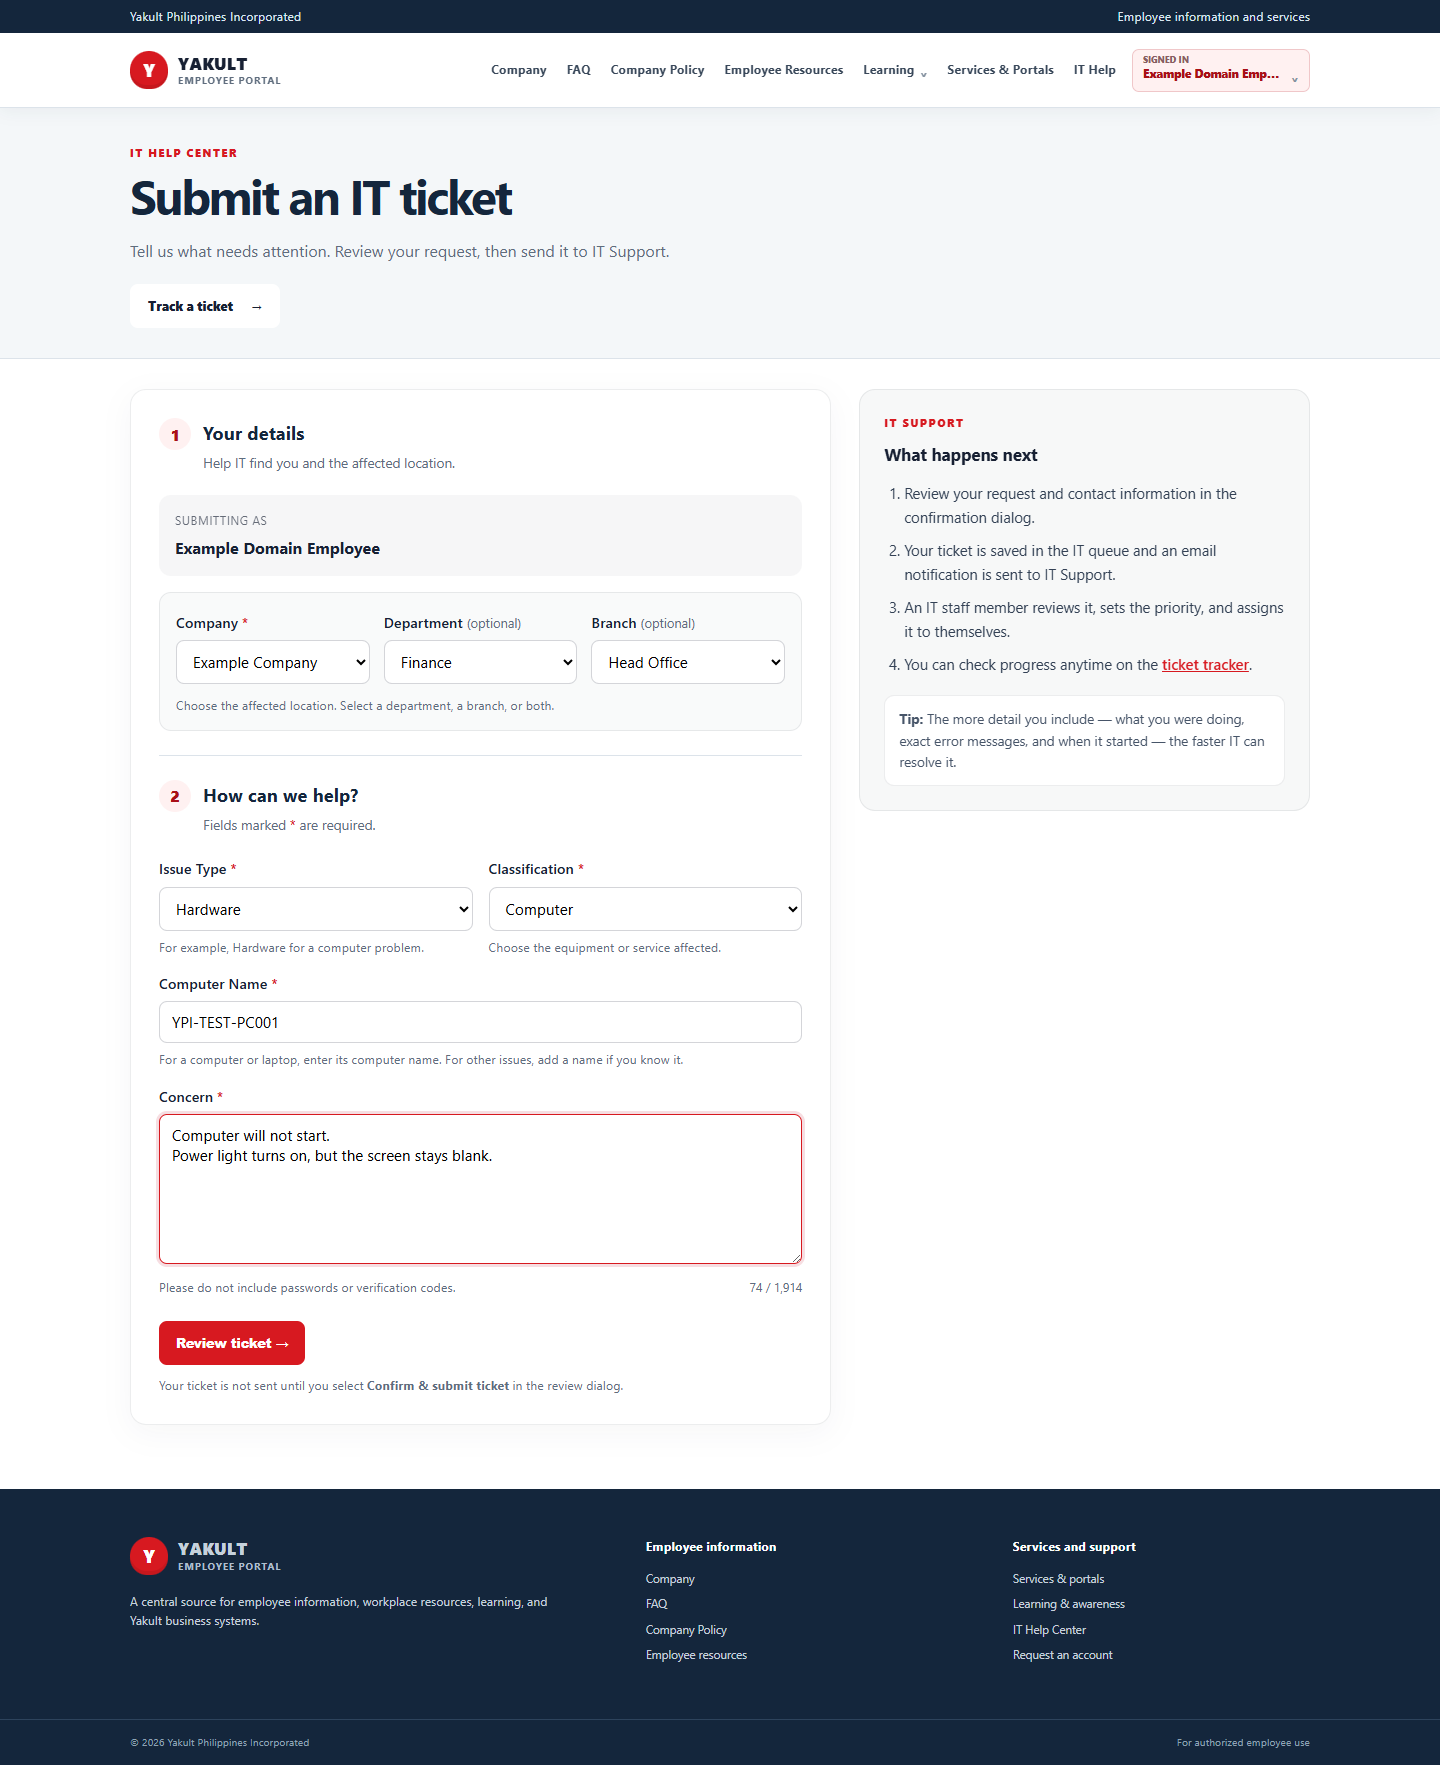 Yakult Philippines Incorporated
Employee information and services
Y
YAKULT
EMPLOYEE PORTAL
Company
FAQ
Company Policy
Employee Resources
Learning
Services & Portals
IT Help
SIGNED IN
Example Domain Emp...
IT HELP CENTER
Submit an IT ticket
Tell us what needs attention. Review your request, then send it to IT Support.
Track a ticket →
1
Your details
Help IT find you and the affected location.
SUBMITTING AS
Example Domain Employee
Company *
Department (optional)
Branch (optional)
Example Company
Finance
Head Office
Choose the affected location. Select a department, a branch, or both.
2
How can we help?
Fields marked * are required.
Issue Type *
Classification *
Hardware
Computer
For example, Hardware for a computer problem.
Choose the equipment or service affected.
Computer Name *
YPI-TEST-PC001
For a computer or laptop, enter its computer name. For other issues, add a name if you know it.
Concern *
Computer will not start.
Power light turns on, but the screen stays blank.
Please do not include passwords or verification codes.
74 / 1,914
Review ticket →
Your ticket is not sent until you select Confirm & submit ticket in the review dialog.
IT SUPPORT
What happens next
1. Review your request and contact information in the
confirmation dialog.
2. Your ticket is saved in the IT queue and an email
notification is sent to IT Support.
3. An IT staff member reviews it, sets the priority, and assigns
it to themselves.
4. You can check progress anytime on the ticket tracker.
Tip: The more detail you include — what you were doing,
exact error messages, and when it started — the faster IT can
resolve it.
Y
YAKULT
EMPLOYEE PORTAL
A central source for employee information, workplace resources, learning, and
Yakult business systems.
Employee information
Company
FAQ
Company Policy
Employee resources
Services and support
Services & portals
Learning & awareness
IT Help Center
Request an account
© 2026 Yakult Philippines Incorporated
For authorized employee use